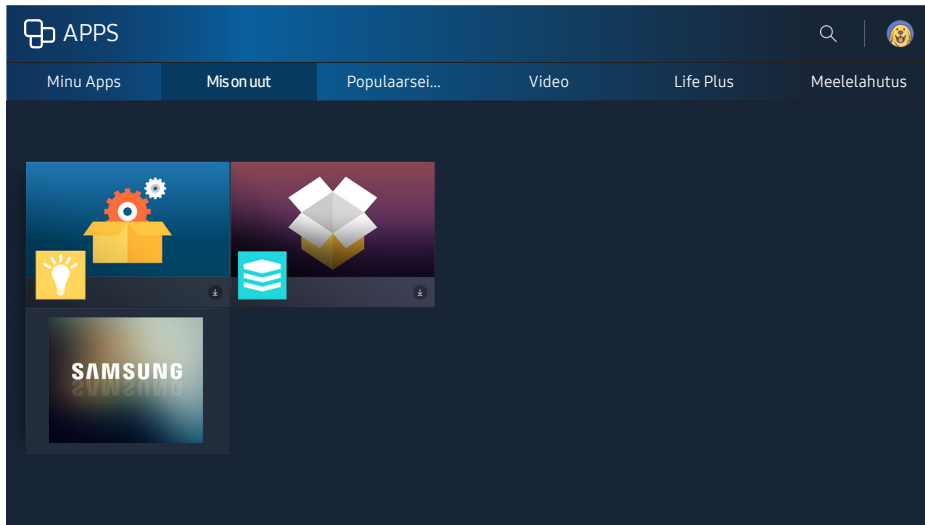 APPS
Minu Apps
Mis on uut
Populaarsei...
Video
Life Plus
Meelelahutus
SAMSUNG